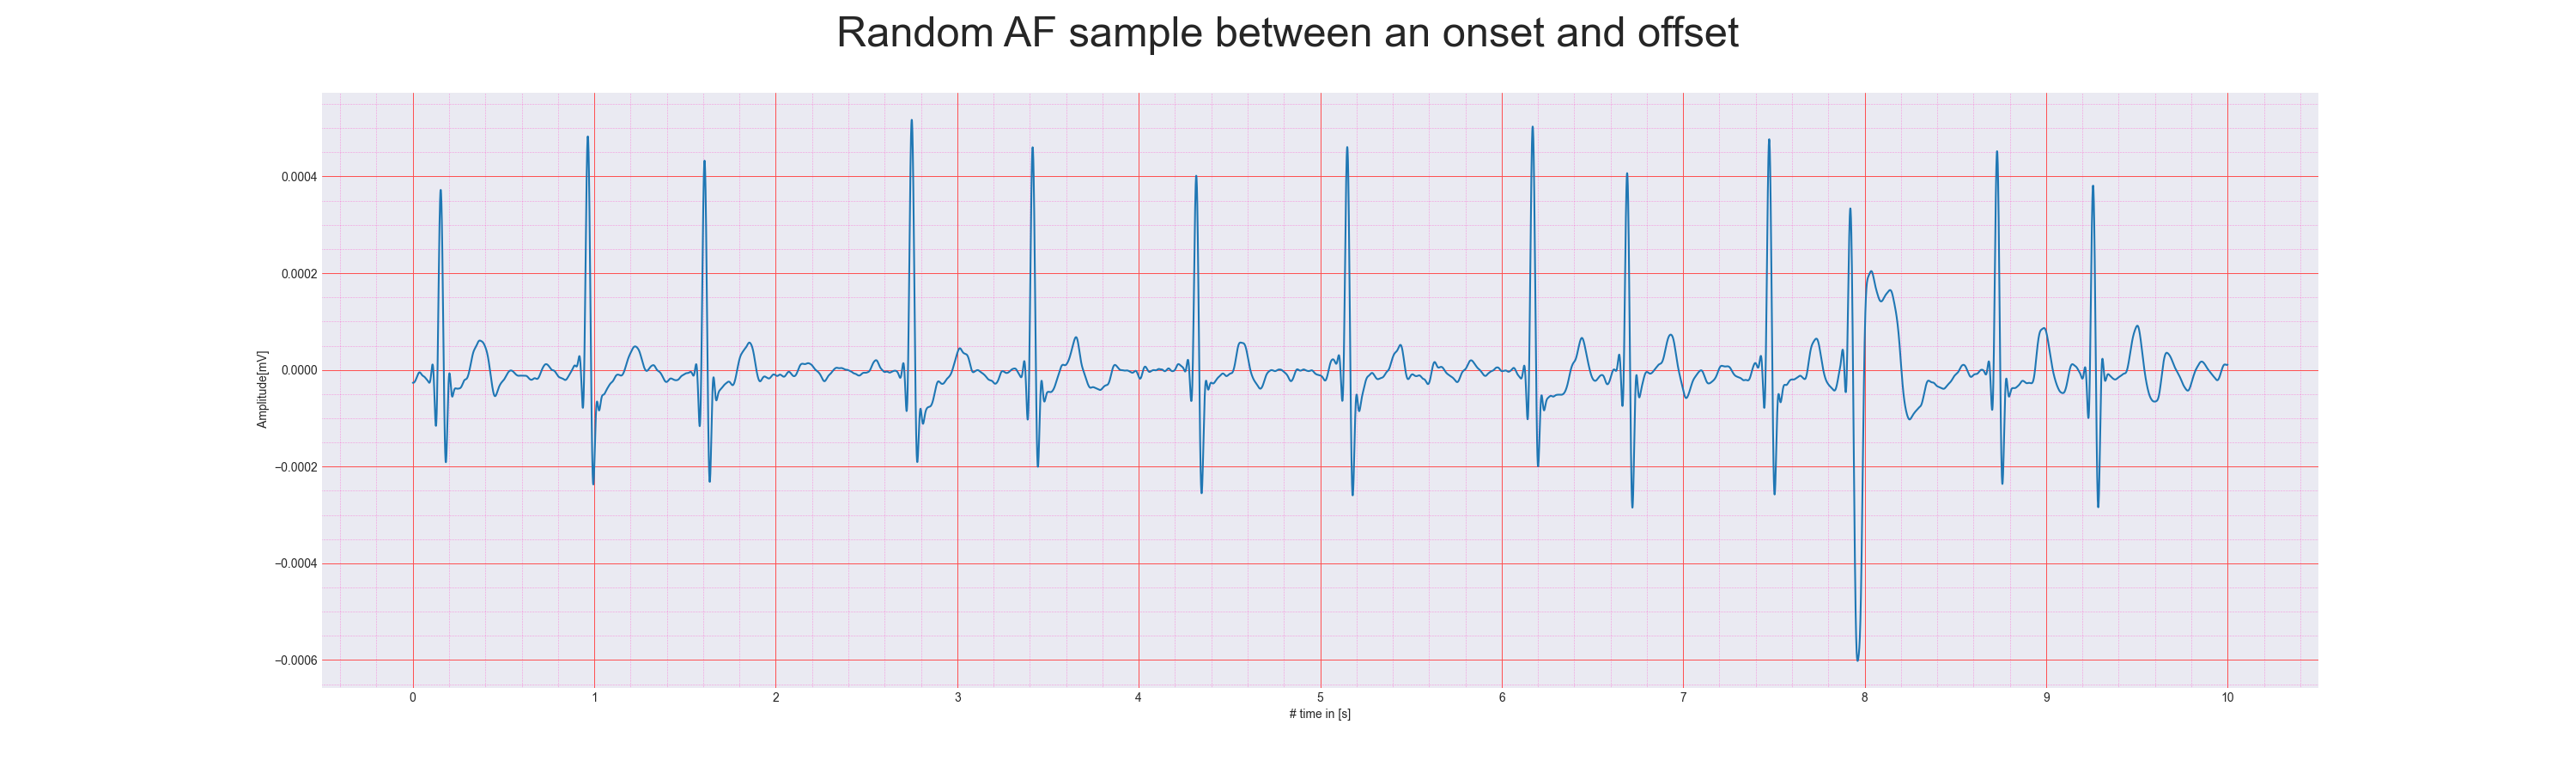 Random AF sample between an onset and offset
Amplitude[mV]
0.0004
0.0002
0.0000
−0.0002
−0.0004
−0.0006
0 1 2 3 4 5 6 7 8 9 10
# time in [s]